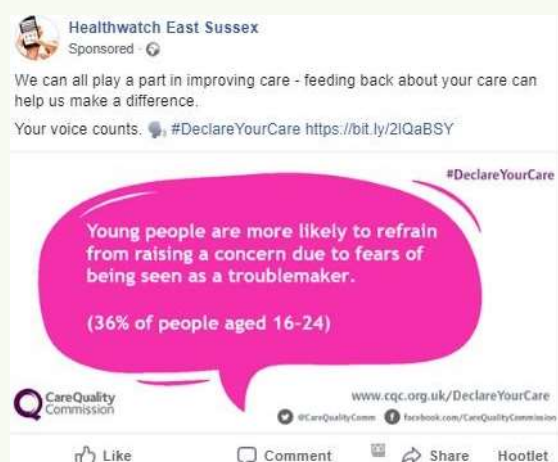 Healthwatch East Sussex
Sponsored ·
We can all play a part in improving care - feeding back about your care can
help us make a difference.
Your voice counts. #DeclareYourCare https://bit.ly/2IQaBSY
#DeclareYourCare
Young people are more likely to refrain
from raising a concern due to fears of
being seen as a troublemaker.
(36% of people aged 16-24)
CareQuality
Commission
www.cqc.org.uk/DeclareYourCare
@CareQualityComm facebook.com/CareQualityCommission
Like Comment Share Hootlet